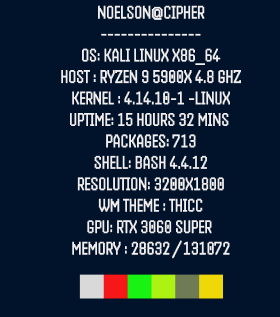 NOELSON@CIPHER
---------------
OS: KALI LINUX X86_64
HOST : RYZEN 9 5900X 4.8 GHZ
KERNEL : 4.14.10-1 -LINUX
UPTIME: 15 HOURS 32 MINS
PACKAGES: 713
SHELL: BASH 4.4.12
RESOLUTION: 3200X1800
WM THEME : THICC
GPU: RTX 3060 SUPER
MEMORY : 28632 / 131072